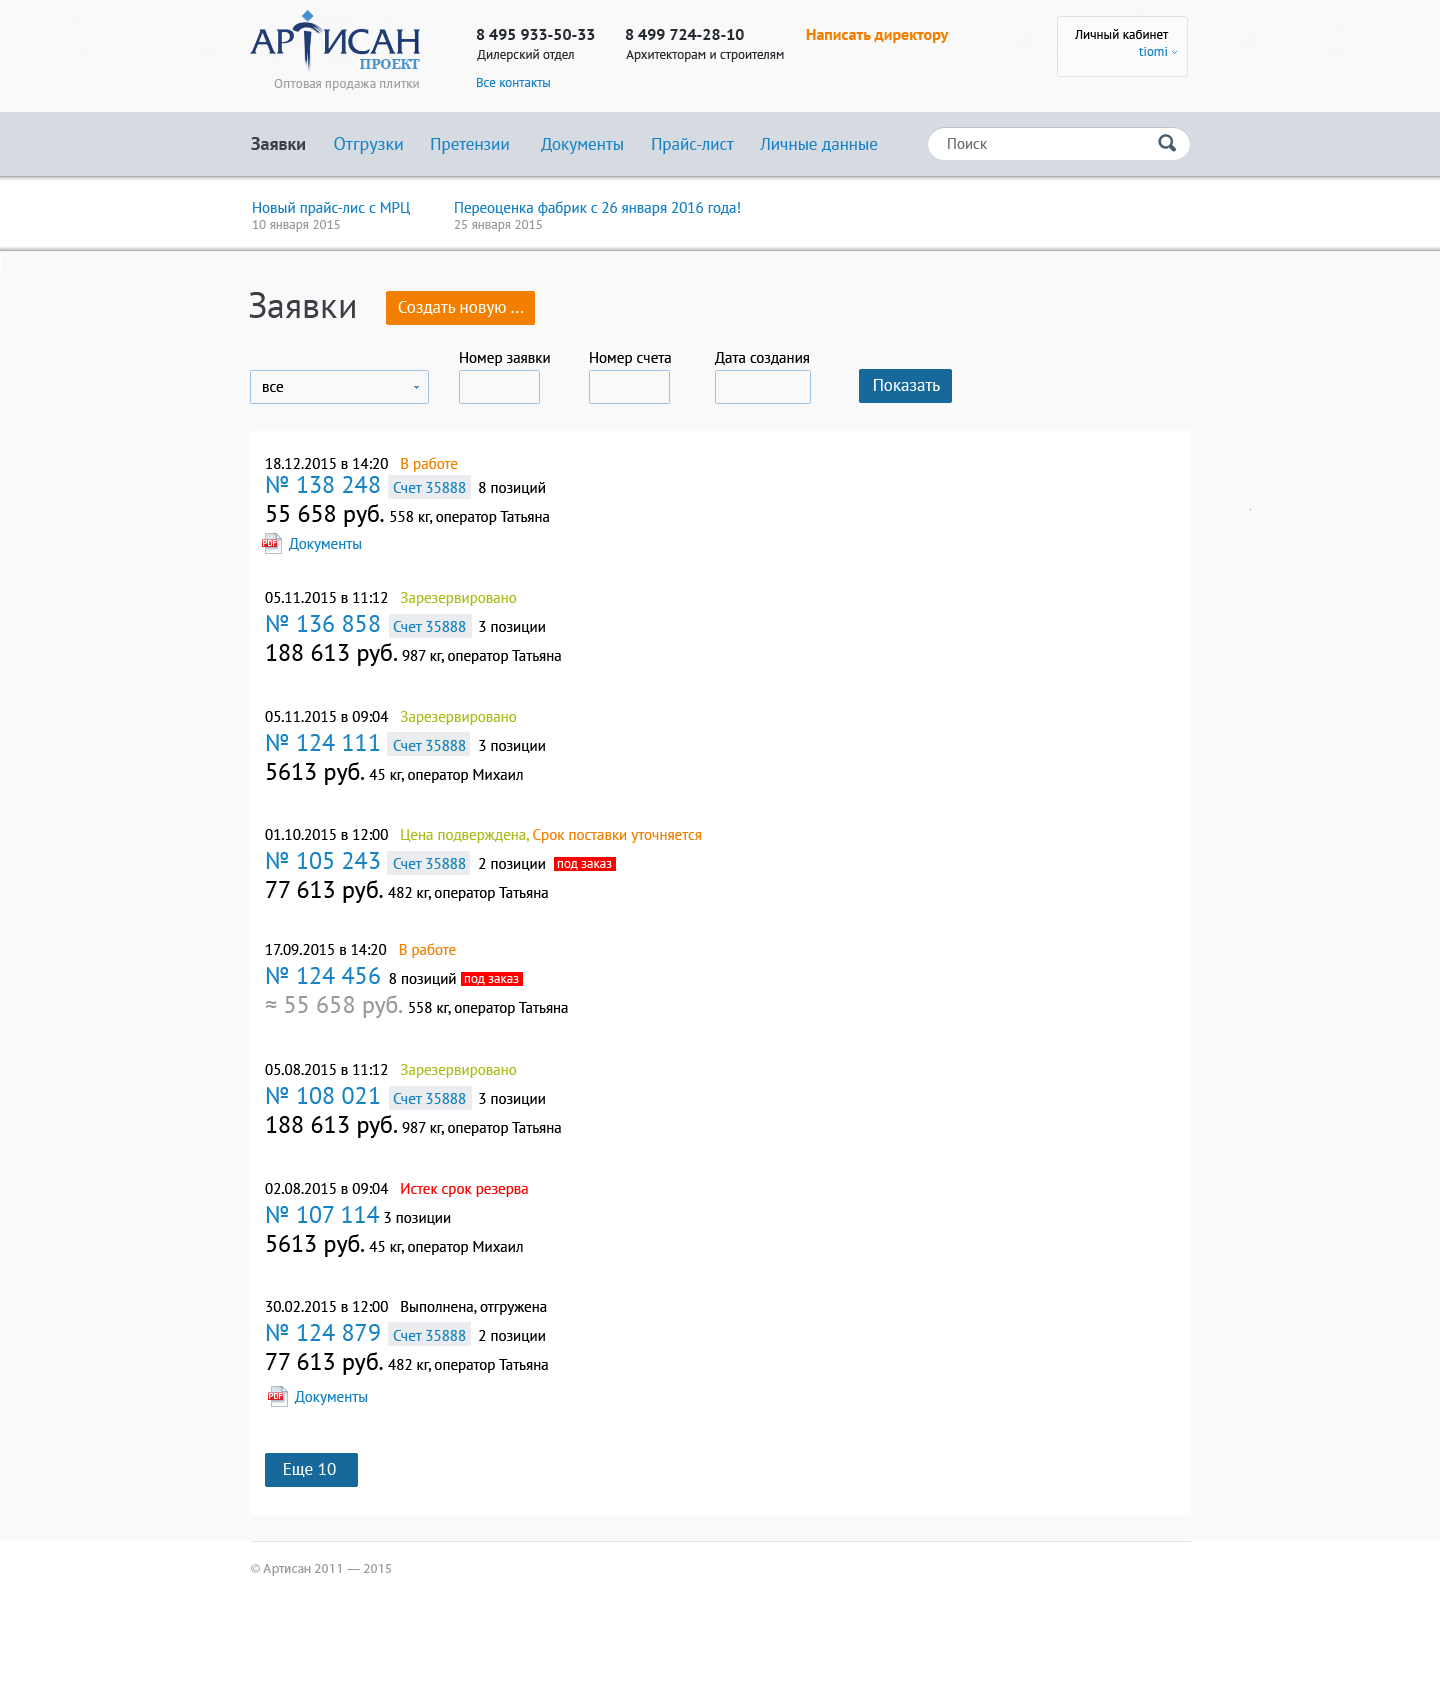 АРТИСАН
ПРОЕКТ
Оптовая продажа плитки
8 495 933-50-33
Дилерский отдел
8 499 724-28-10
Архитекторам и строителям
Написать директору
Все контакты
Личный кабинет
tiomi
Заявки Отгрузки Претензии Документы Прайс-лист Личные данные Поиск
Новый прайс-лис с МРЦ
10 января 2015
Переоценка фабрик с 26 января 2016 года!
25 января 2015
Заявки Создать новую ...
Номер заявки Номер счета Дата создания
все Показать
18.12.2015 в 14:20 В работе
№ 138 248 Счет 35888 8 позиций
55 658 руб. 558 кг, оператор Татьяна
PDF Документы
05.11.2015 в 11:12 Зарезервировано
№ 136 858 Счет 35888 3 позиции
188 613 руб. 987 кг, оператор Татьяна
05.11.2015 в 09:04 Зарезервировано
№ 124 111 Счет 35888 3 позиции
5613 руб. 45 кг, оператор Михаил
01.10.2015 в 12:00 Цена подверждена, Срок поставки уточняется
№ 105 243 Счет 35888 2 позиции под заказ
77 613 руб. 482 кг, оператор Татьяна
17.09.2015 в 14:20 В работе
№ 124 456 8 позиций под заказ
≈ 55 658 руб. 558 кг, оператор Татьяна
05.08.2015 в 11:12 Зарезервировано
№ 108 021 Счет 35888 3 позиции
188 613 руб. 987 кг, оператор Татьяна
02.08.2015 в 09:04 Истек срок резерва
№ 107 114 3 позиции
5613 руб. 45 кг, оператор Михаил
30.02.2015 в 12:00 Выполнена, отгружена
№ 124 879 Счет 35888 2 позиции
77 613 руб. 482 кг, оператор Татьяна
PDF Документы
Еще 10
© Артисан 2011 — 2015